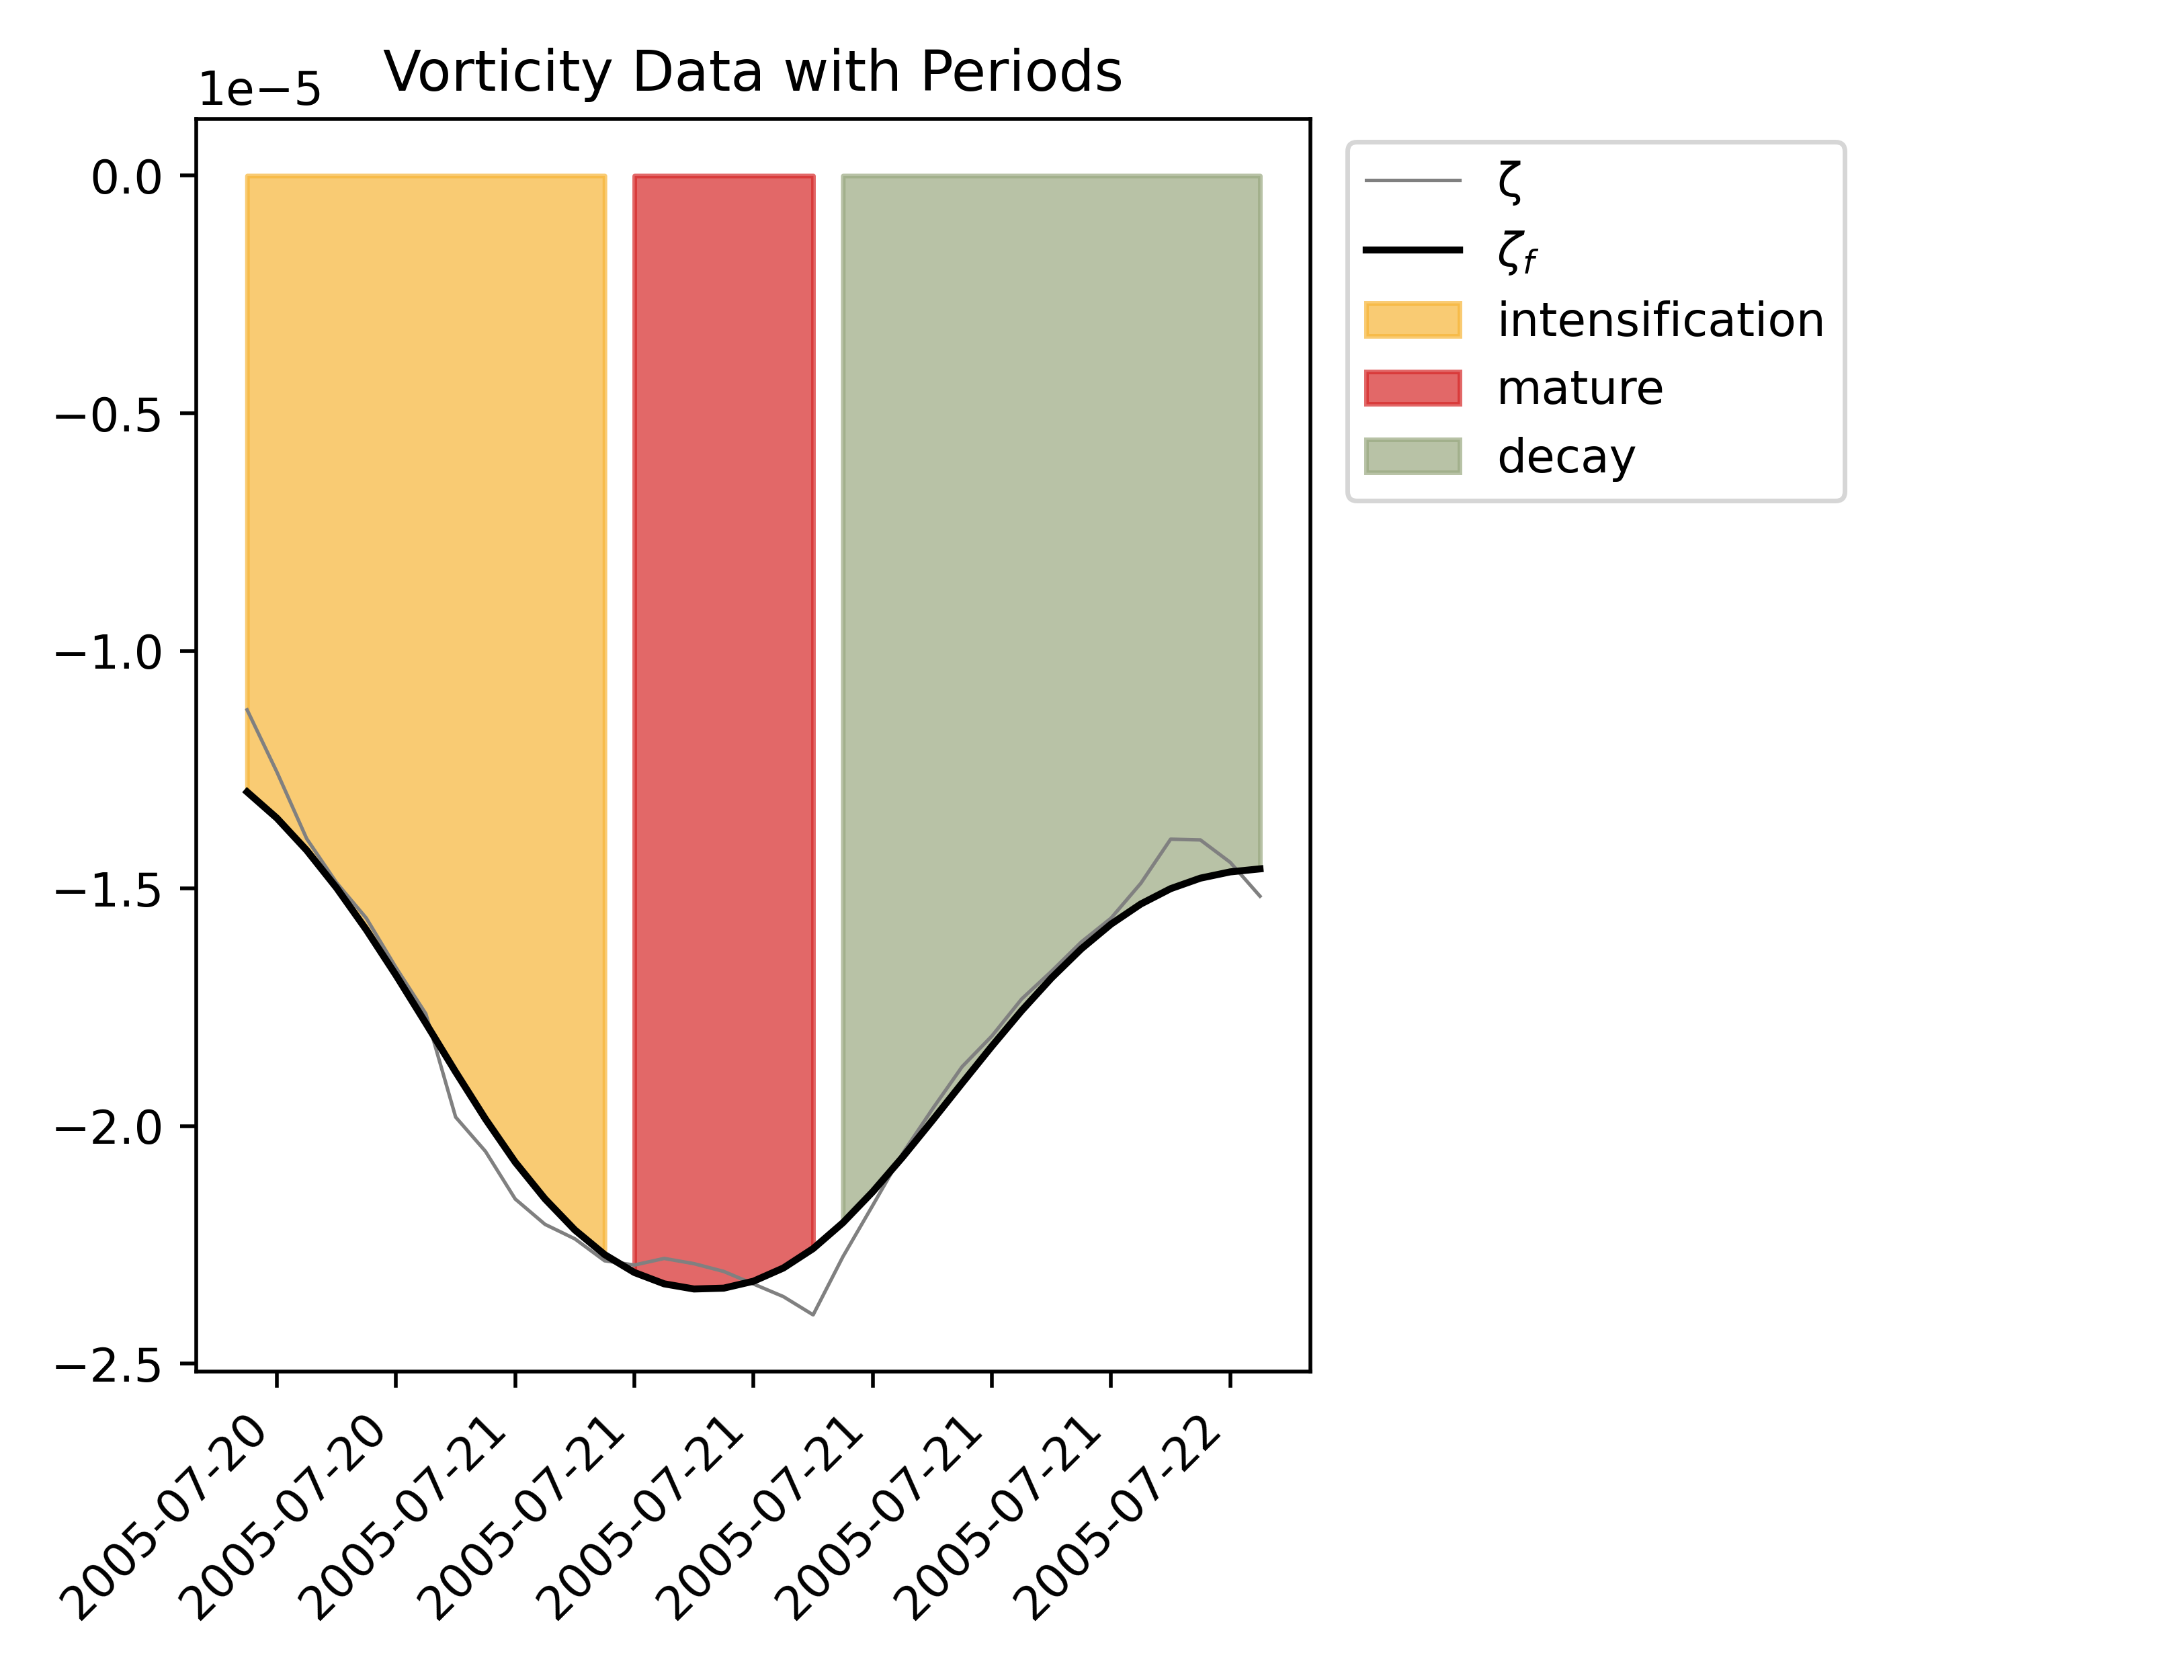 Vorticity Data with Periods
1e−5
0.0
−0.5
−1.0
−1.5
−2.0
−2.5
2005-07-20
2005-07-20
2005-07-21
2005-07-21
2005-07-21
2005-07-21
2005-07-21
2005-07-21
2005-07-22
ζ
ζf
intensification
mature
decay